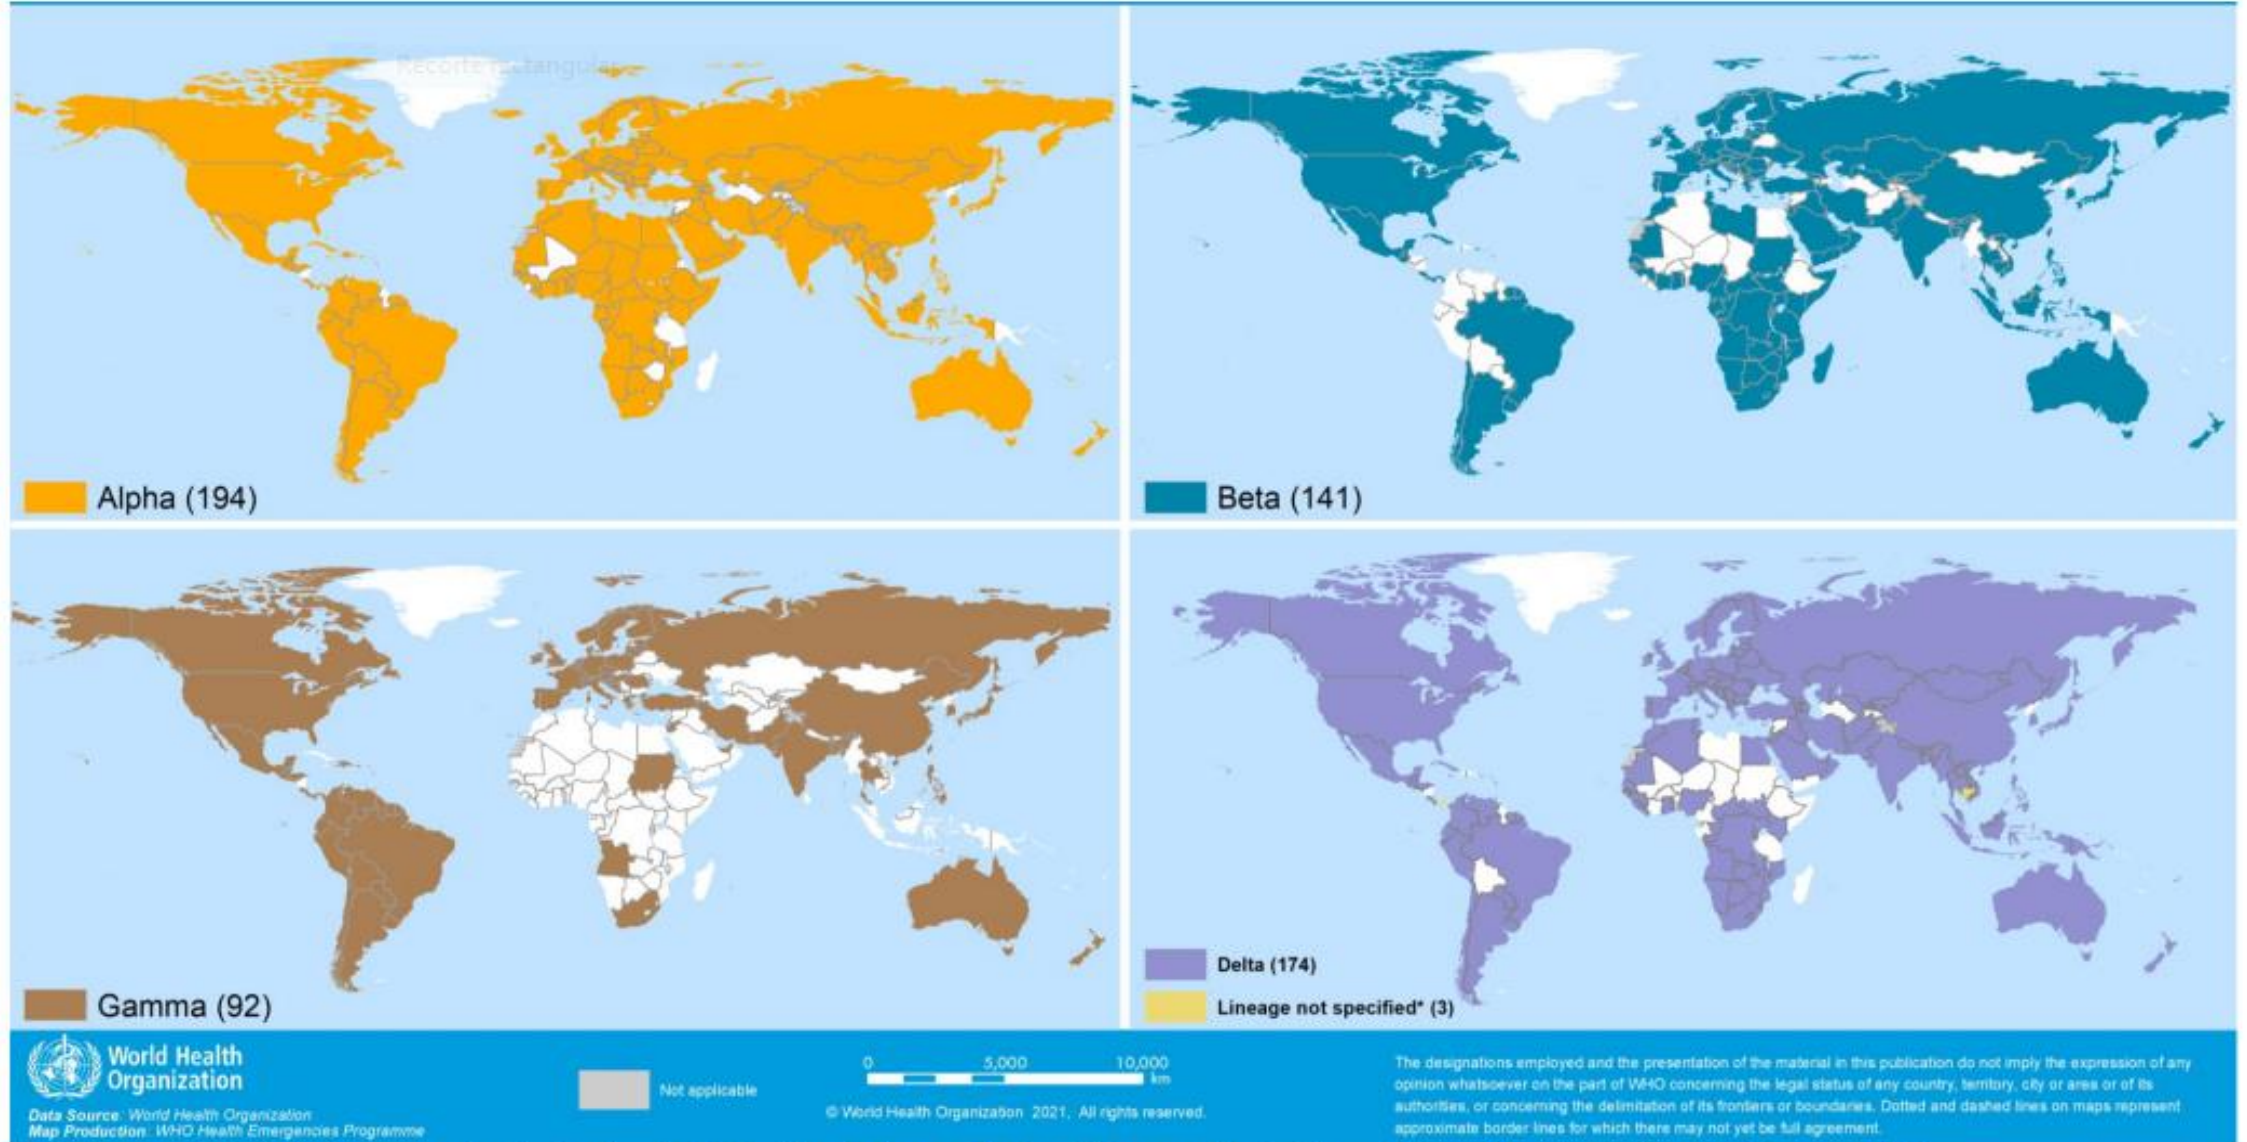 Recorte rectangular
Alpha (194)
Beta (141)
Gamma (92)
Delta (174)
Lineage not specified* (3)
World Health
Organization
Data Source: World Health Organization
Map Production: WHO Health Emergencies Programme
Not applicable
0 5,000 10,000
km
© World Health Organization 2021, All rights reserved.
The designations employed and the presentation of the material in this publication do not imply the expression of any
opinion whatsoever on the part of WHO concerning the legal status of any country, territory, city or area or of its
authorities, or concerning the delimitation of its frontiers or boundaries. Dotted and dashed lines on maps represent
approximate border lines for which there may not yet be full agreement.